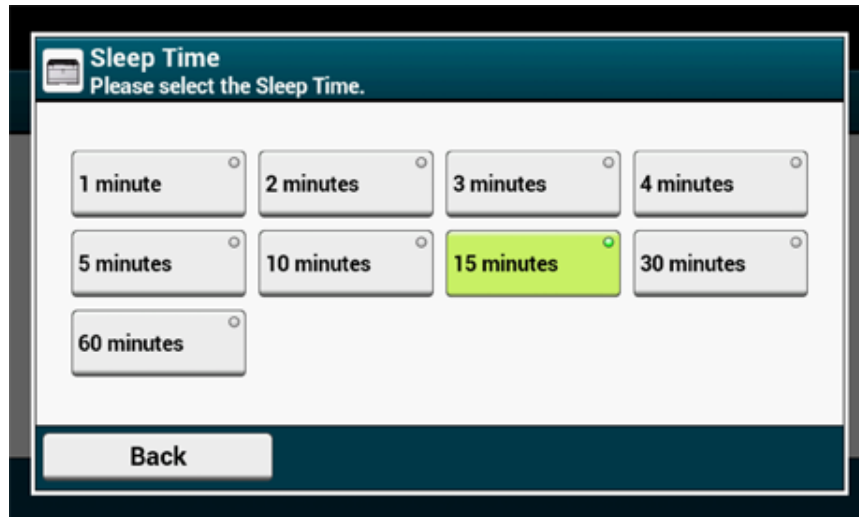 Sleep Time
Please select the Sleep Time.
1 minute
2 minutes
3 minutes
4 minutes
5 minutes
10 minutes
15 minutes
30 minutes
60 minutes
Back